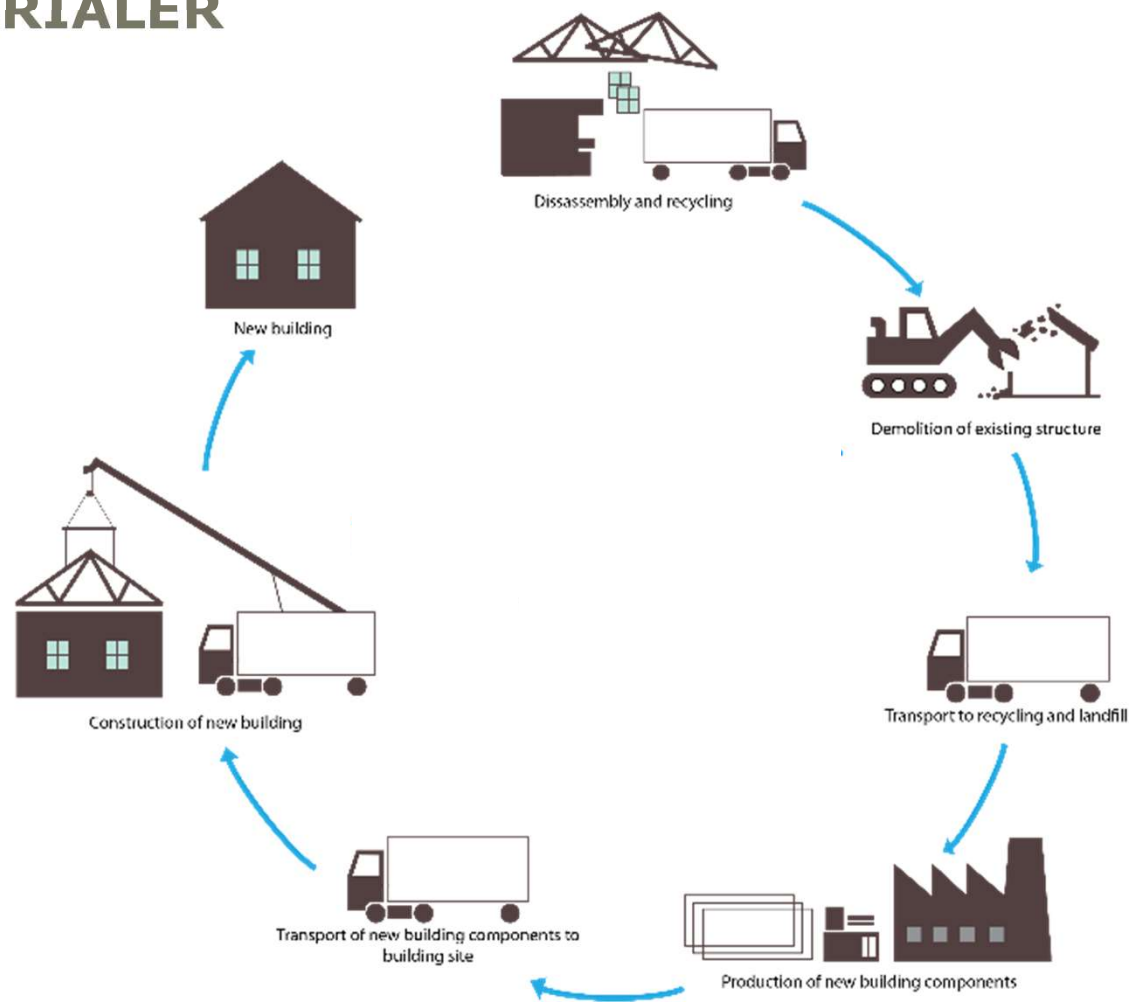 RIALER
Dissassembly and recycling
New building
Demolition of existing structure
Construction of new building
Transport to recycling and landfill
Transport of new building components to
building site
Production of new building components